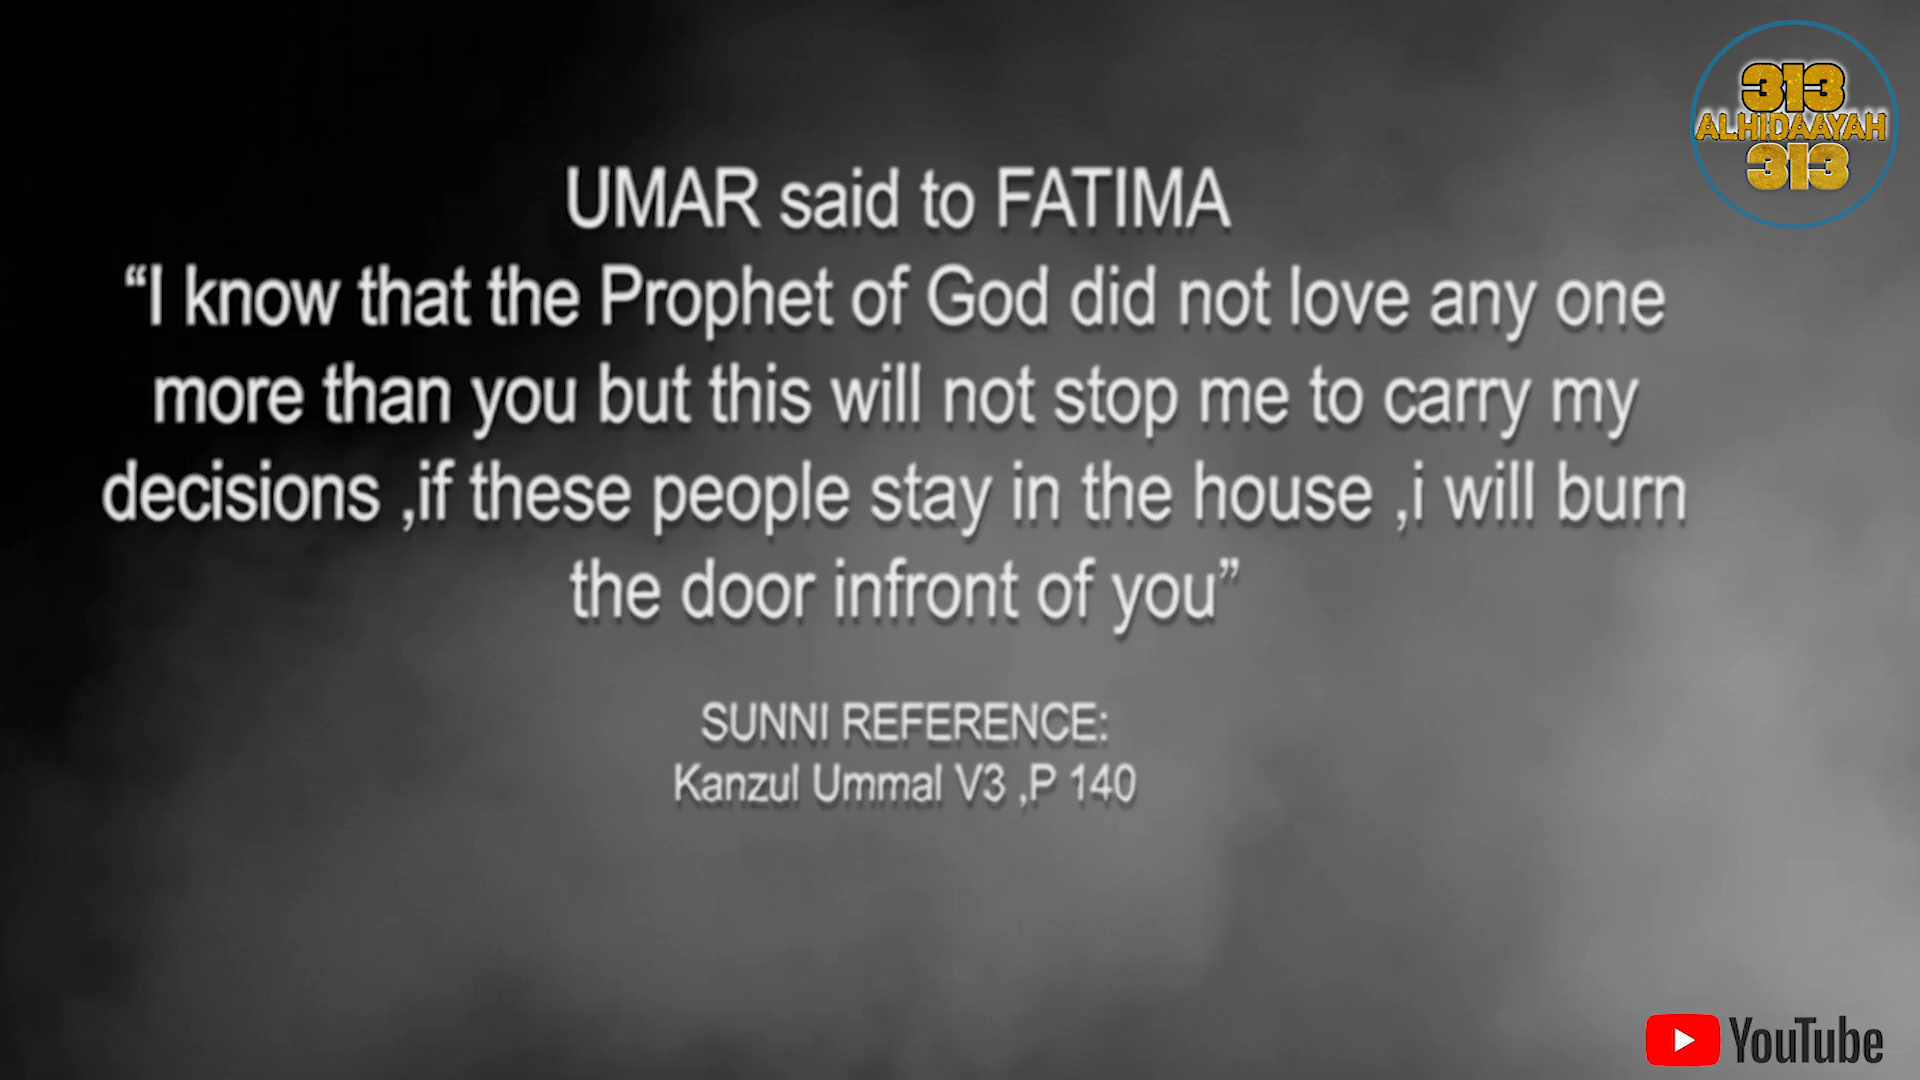 313
ALHIDAAYAH
313
UMAR said to FATIMA
“I know that the Prophet of God did not love any one
more than you but this will not stop me to carry my
decisions ,if these people stay in the house ,i will burn
the door infront of you”
SUNNI REFERENCE:
Kanzul Ummal V3 ,P 140
YouTube